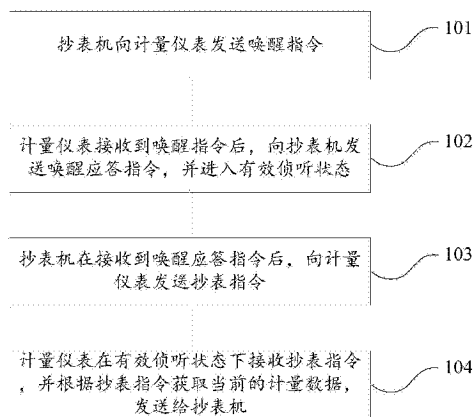 抄表机向计量仪表发送唤醒指令
101
计量仪表接收到唤醒指令后，向抄表机发
送唤醒应答指令，并进入有效侦听状态
102
抄表机在接收到唤醒应答指令后，向计量
仪表发送抄表指令
103
计量仪表在有效侦听状态下接收抄表指令
，并根据抄表指令获取当前的计量数据，
发送给抄表机
104